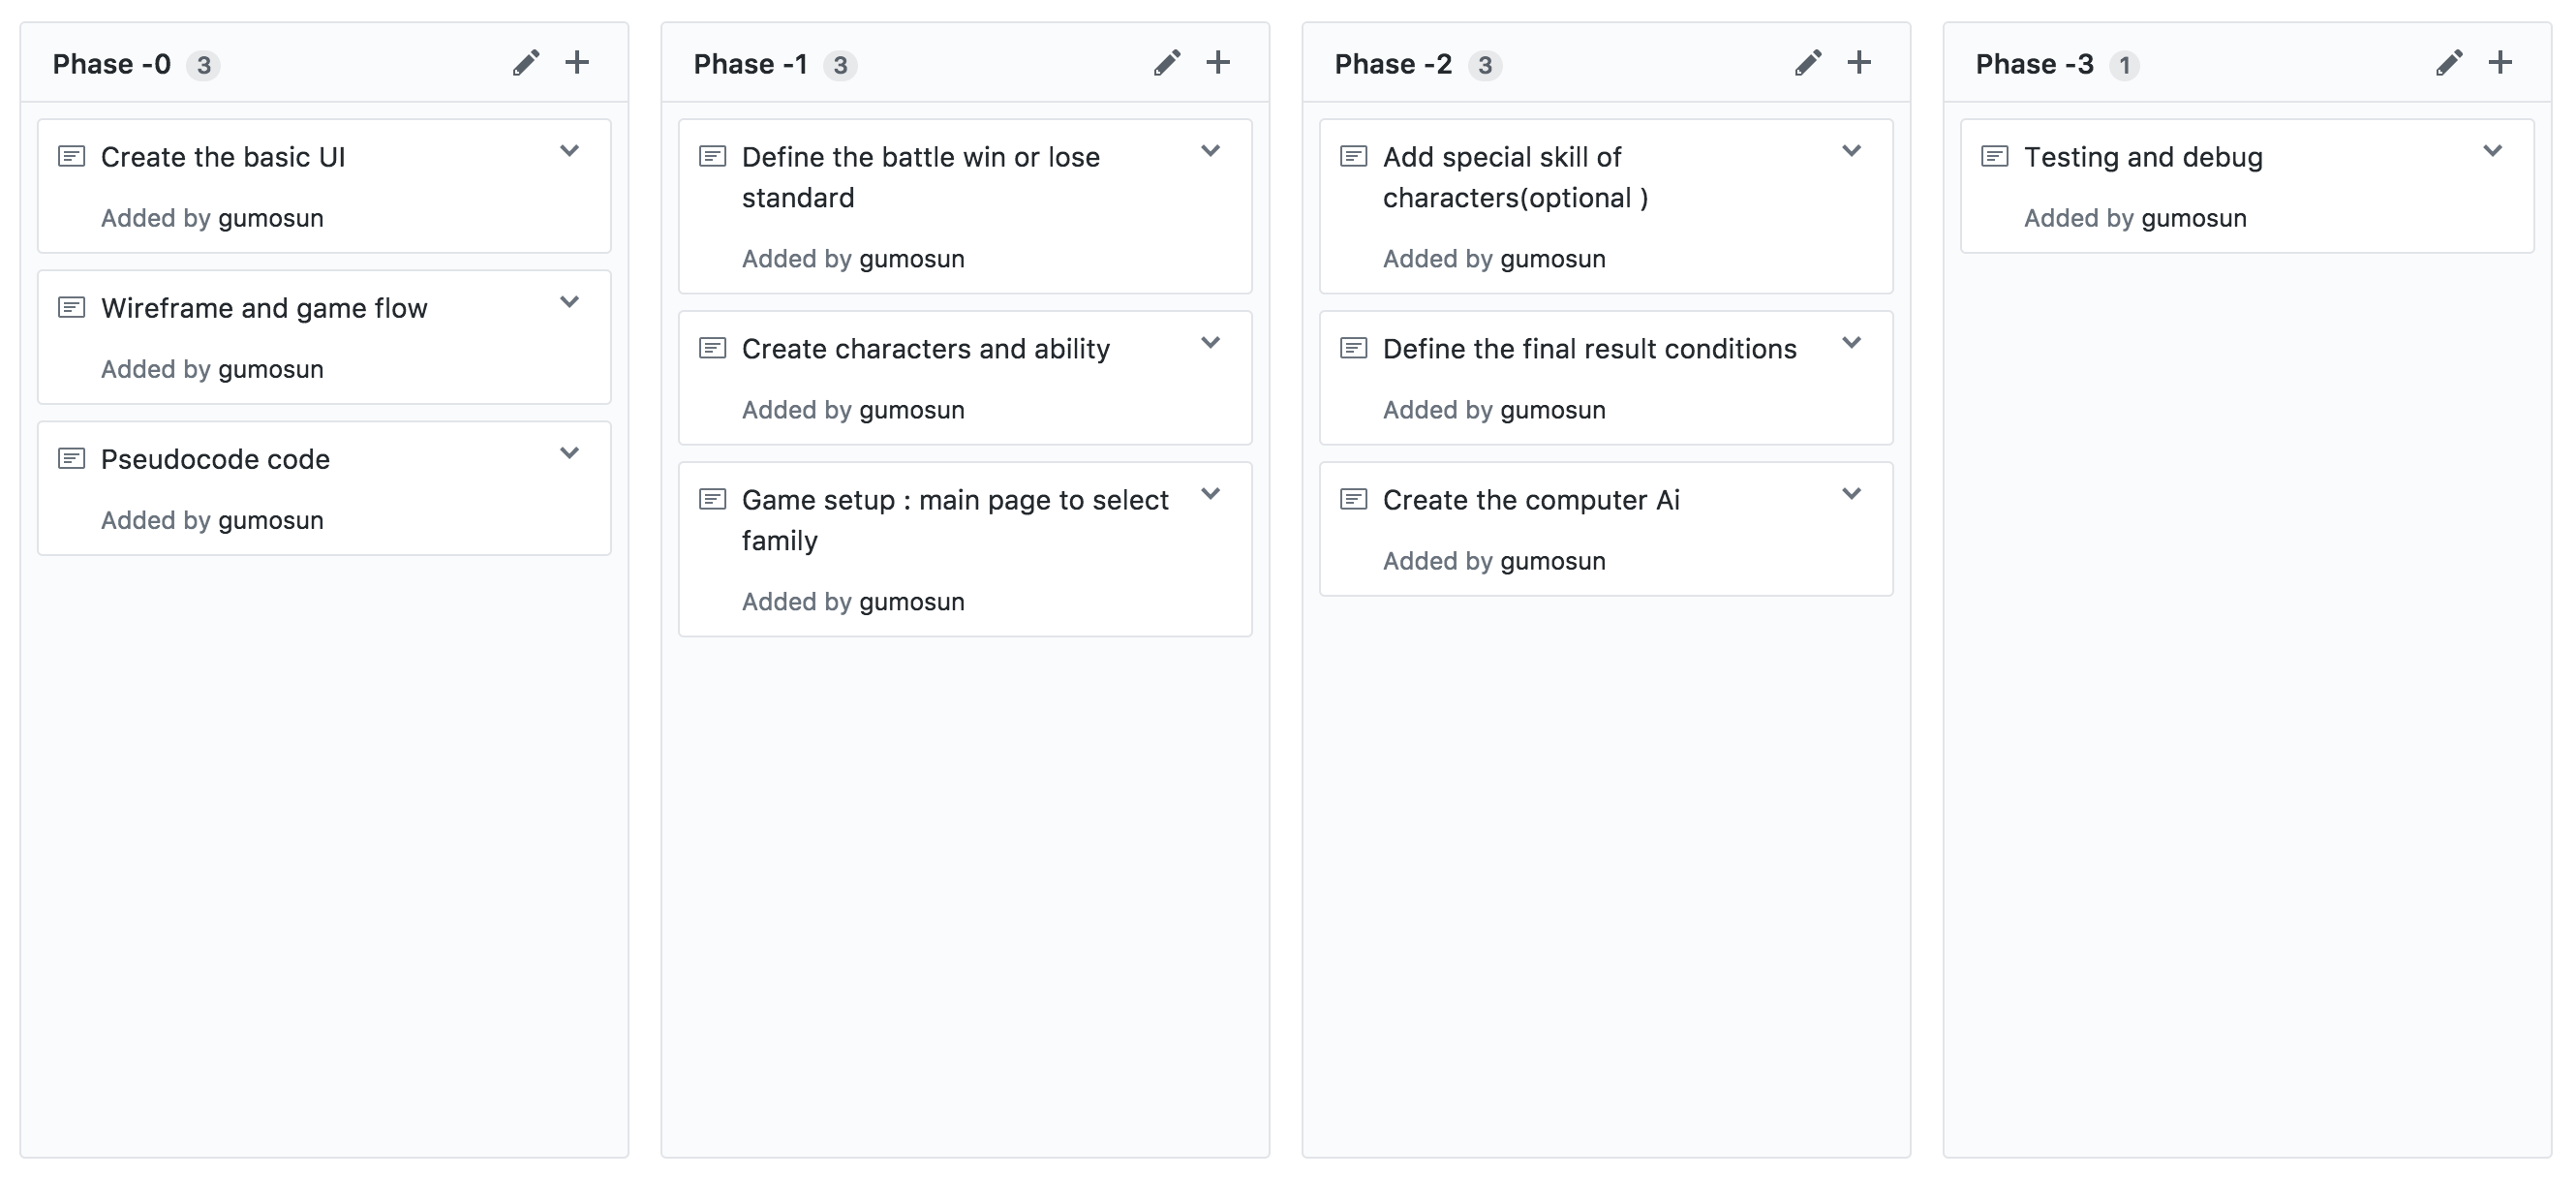 Phase -0 3
Create the basic UI
Added by gumosun
Wireframe and game flow
Added by gumosun
Pseudocode code
Added by gumosun
Phase -1 3
Define the battle win or lose
standard
Added by gumosun
Create characters and ability
Added by gumosun
Game setup : main page to select
family
Added by gumosun
Phase -2 3
Add special skill of
characters(optional )
Added by gumosun
Define the final result conditions
Added by gumosun
Create the computer Ai
Added by gumosun
Phase -3 1
Testing and debug
Added by gumosun